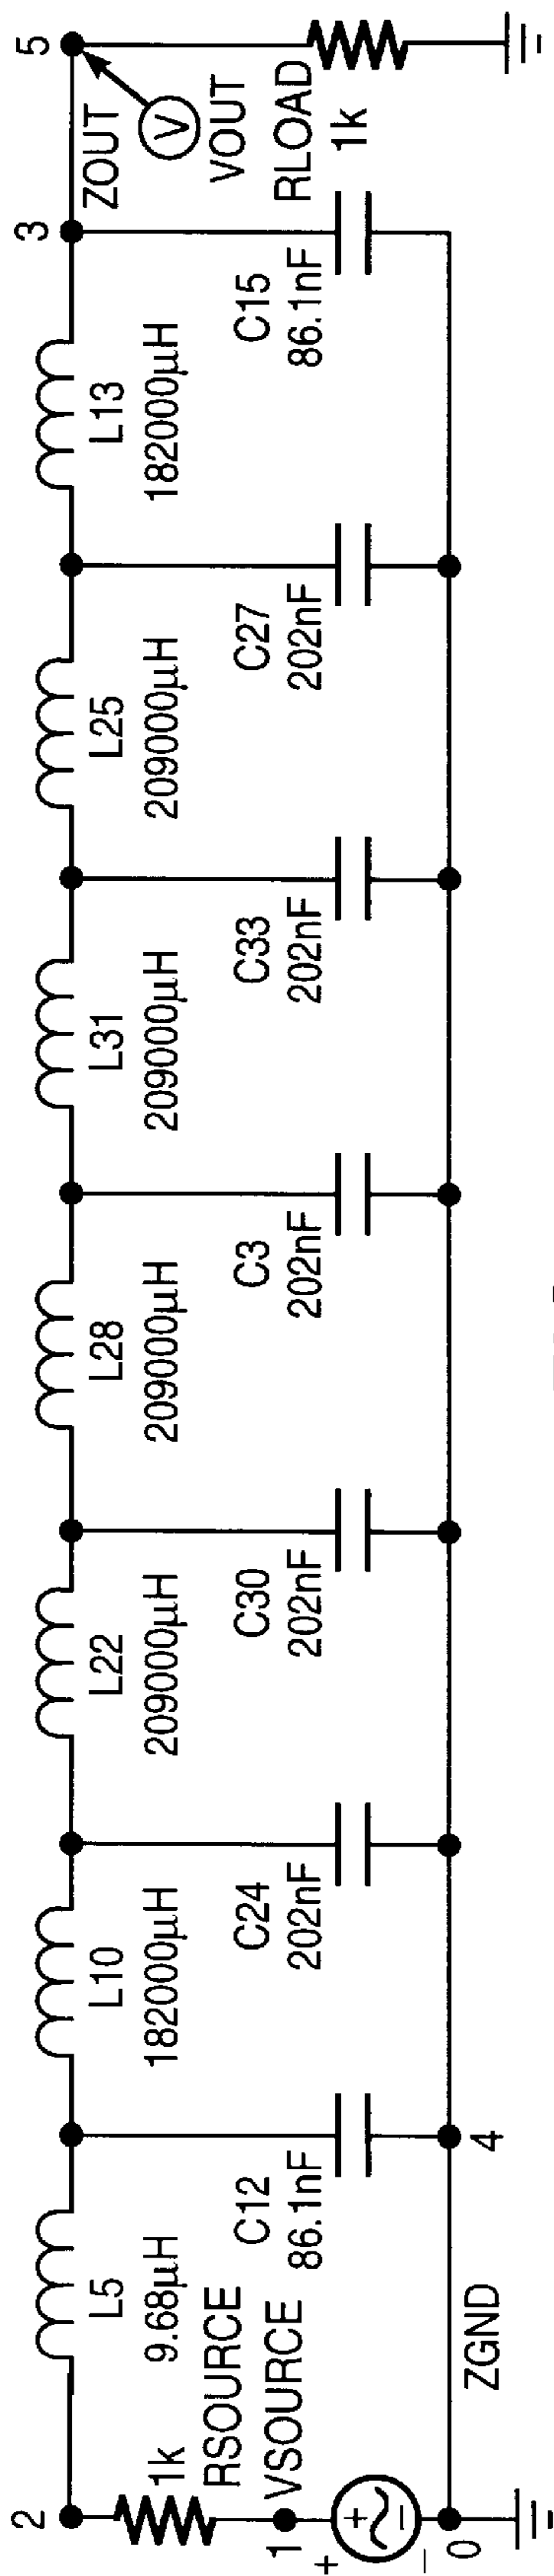 2
L5
9.68µH
L10
182000µH
L22
209000µH
L28
209000µH
L31
209000µH
L25
209000µH
L13
182000µH
3
ZOUT
5
V
VOUT
1k
RSOURCE
VSOURCE
1
+
+
−
−
0
ZGND
4
C12
86.1nF
C24
202nF
C30
202nF
C3
202nF
C33
202nF
C27
202nF
C15
86.1nF
RLOAD
1k